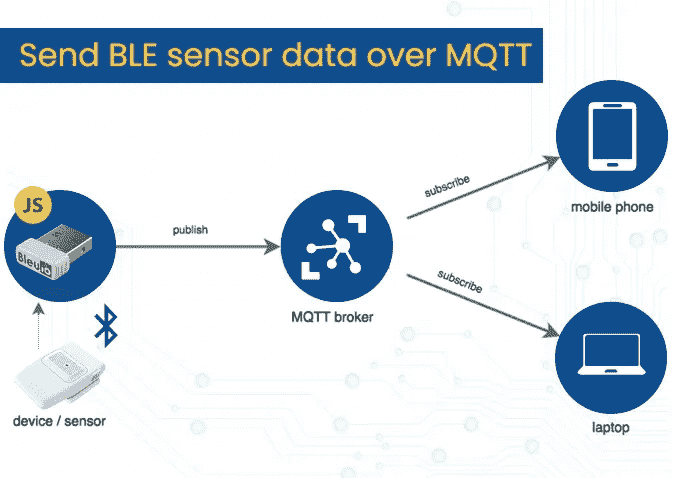 Send BLE sensor data over MQTT
JS
Bleuio
publish
subscribe
subscribe
mobile phone
MQTT broker
device / sensor
laptop